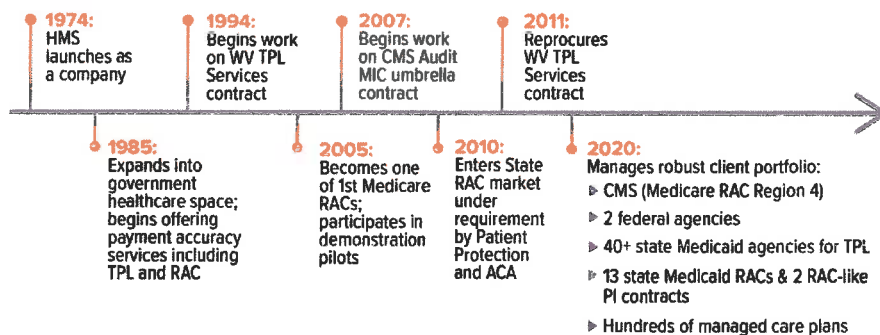 1974:
HMS
launches as
a company
1994:
Begins work
on WV TPL
Services
contract
2007:
Begins work
on CMS Audit
MIC umbrella
contract
2011:
Reprocures
WV TPL
Services
contract
1985:
Expands into
government
healthcare space;
begins offering
payment accuracy
services including
TPL and RAC
2005:
Becomes one
of 1st Medicare
RACs;
participates in
demonstration
pilots
2010:
Enters State
RAC market
under
requirement
by Patient
Protection
and ACA
2020:
Manages robust client portfolio:
▶ CMS (Medicare RAC Region 4)
▶ 2 federal agencies
▶ 40+ state Medicaid agencies for TPL
▶ 13 state Medicaid RACs & 2 RAC-like
PI contracts
▶ Hundreds of managed care plans